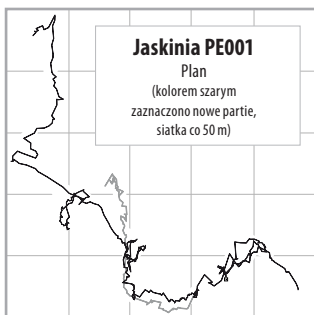 Jaskinia PE001
Plan
(kolorem szarym
zaznaczono nowe partie,
siatka co 50 m)